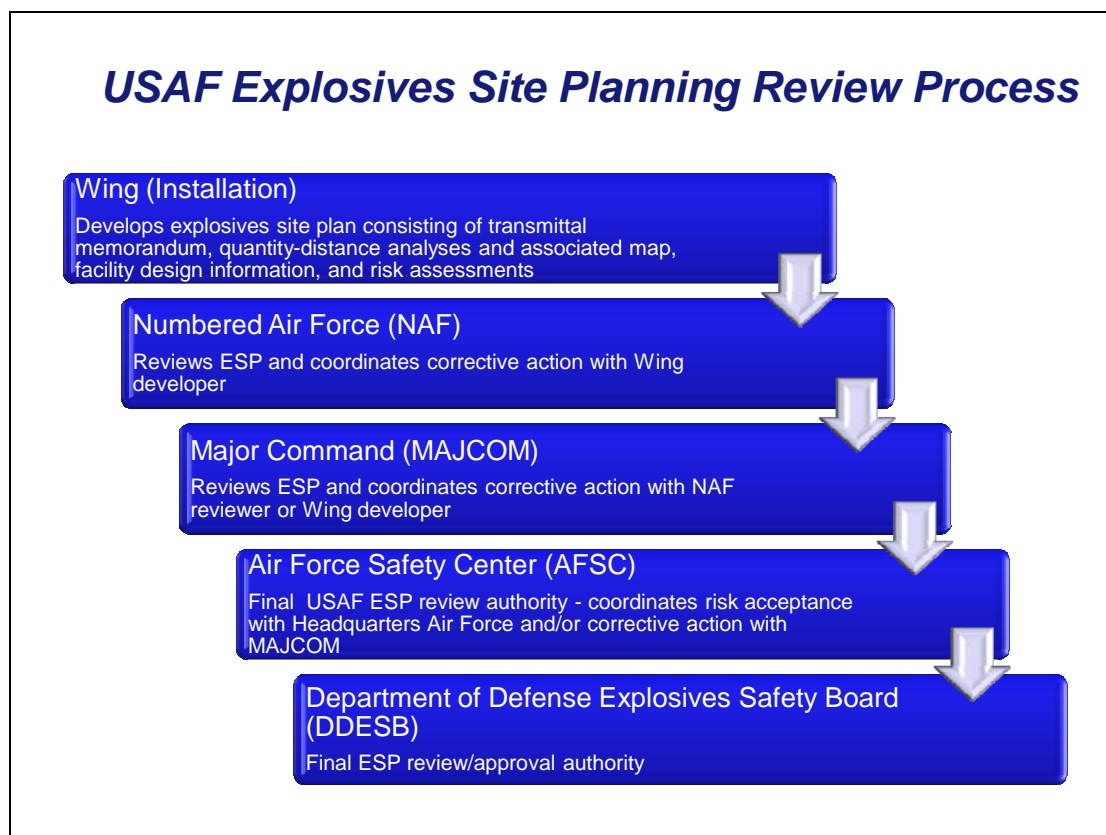 USAF Explosives Site Planning Review Process
Wing (Installation)
Develops explosives site plan consisting of transmittal
memorandum, quantity-distance analyses and associated map,
facility design information, and risk assessments
Numbered Air Force (NAF)
Reviews ESP and coordinates corrective action with Wing
developer
Major Command (MAJCOM)
Reviews ESP and coordinates corrective action with NAF
reviewer or Wing developer
Air Force Safety Center (AFSC)
Final USAF ESP review authority - coordinates risk acceptance
with Headquarters Air Force and/or corrective action with
MAJCOM
Department of Defense Explosives Safety Board
(DDESB)
Final ESP review/approval authority